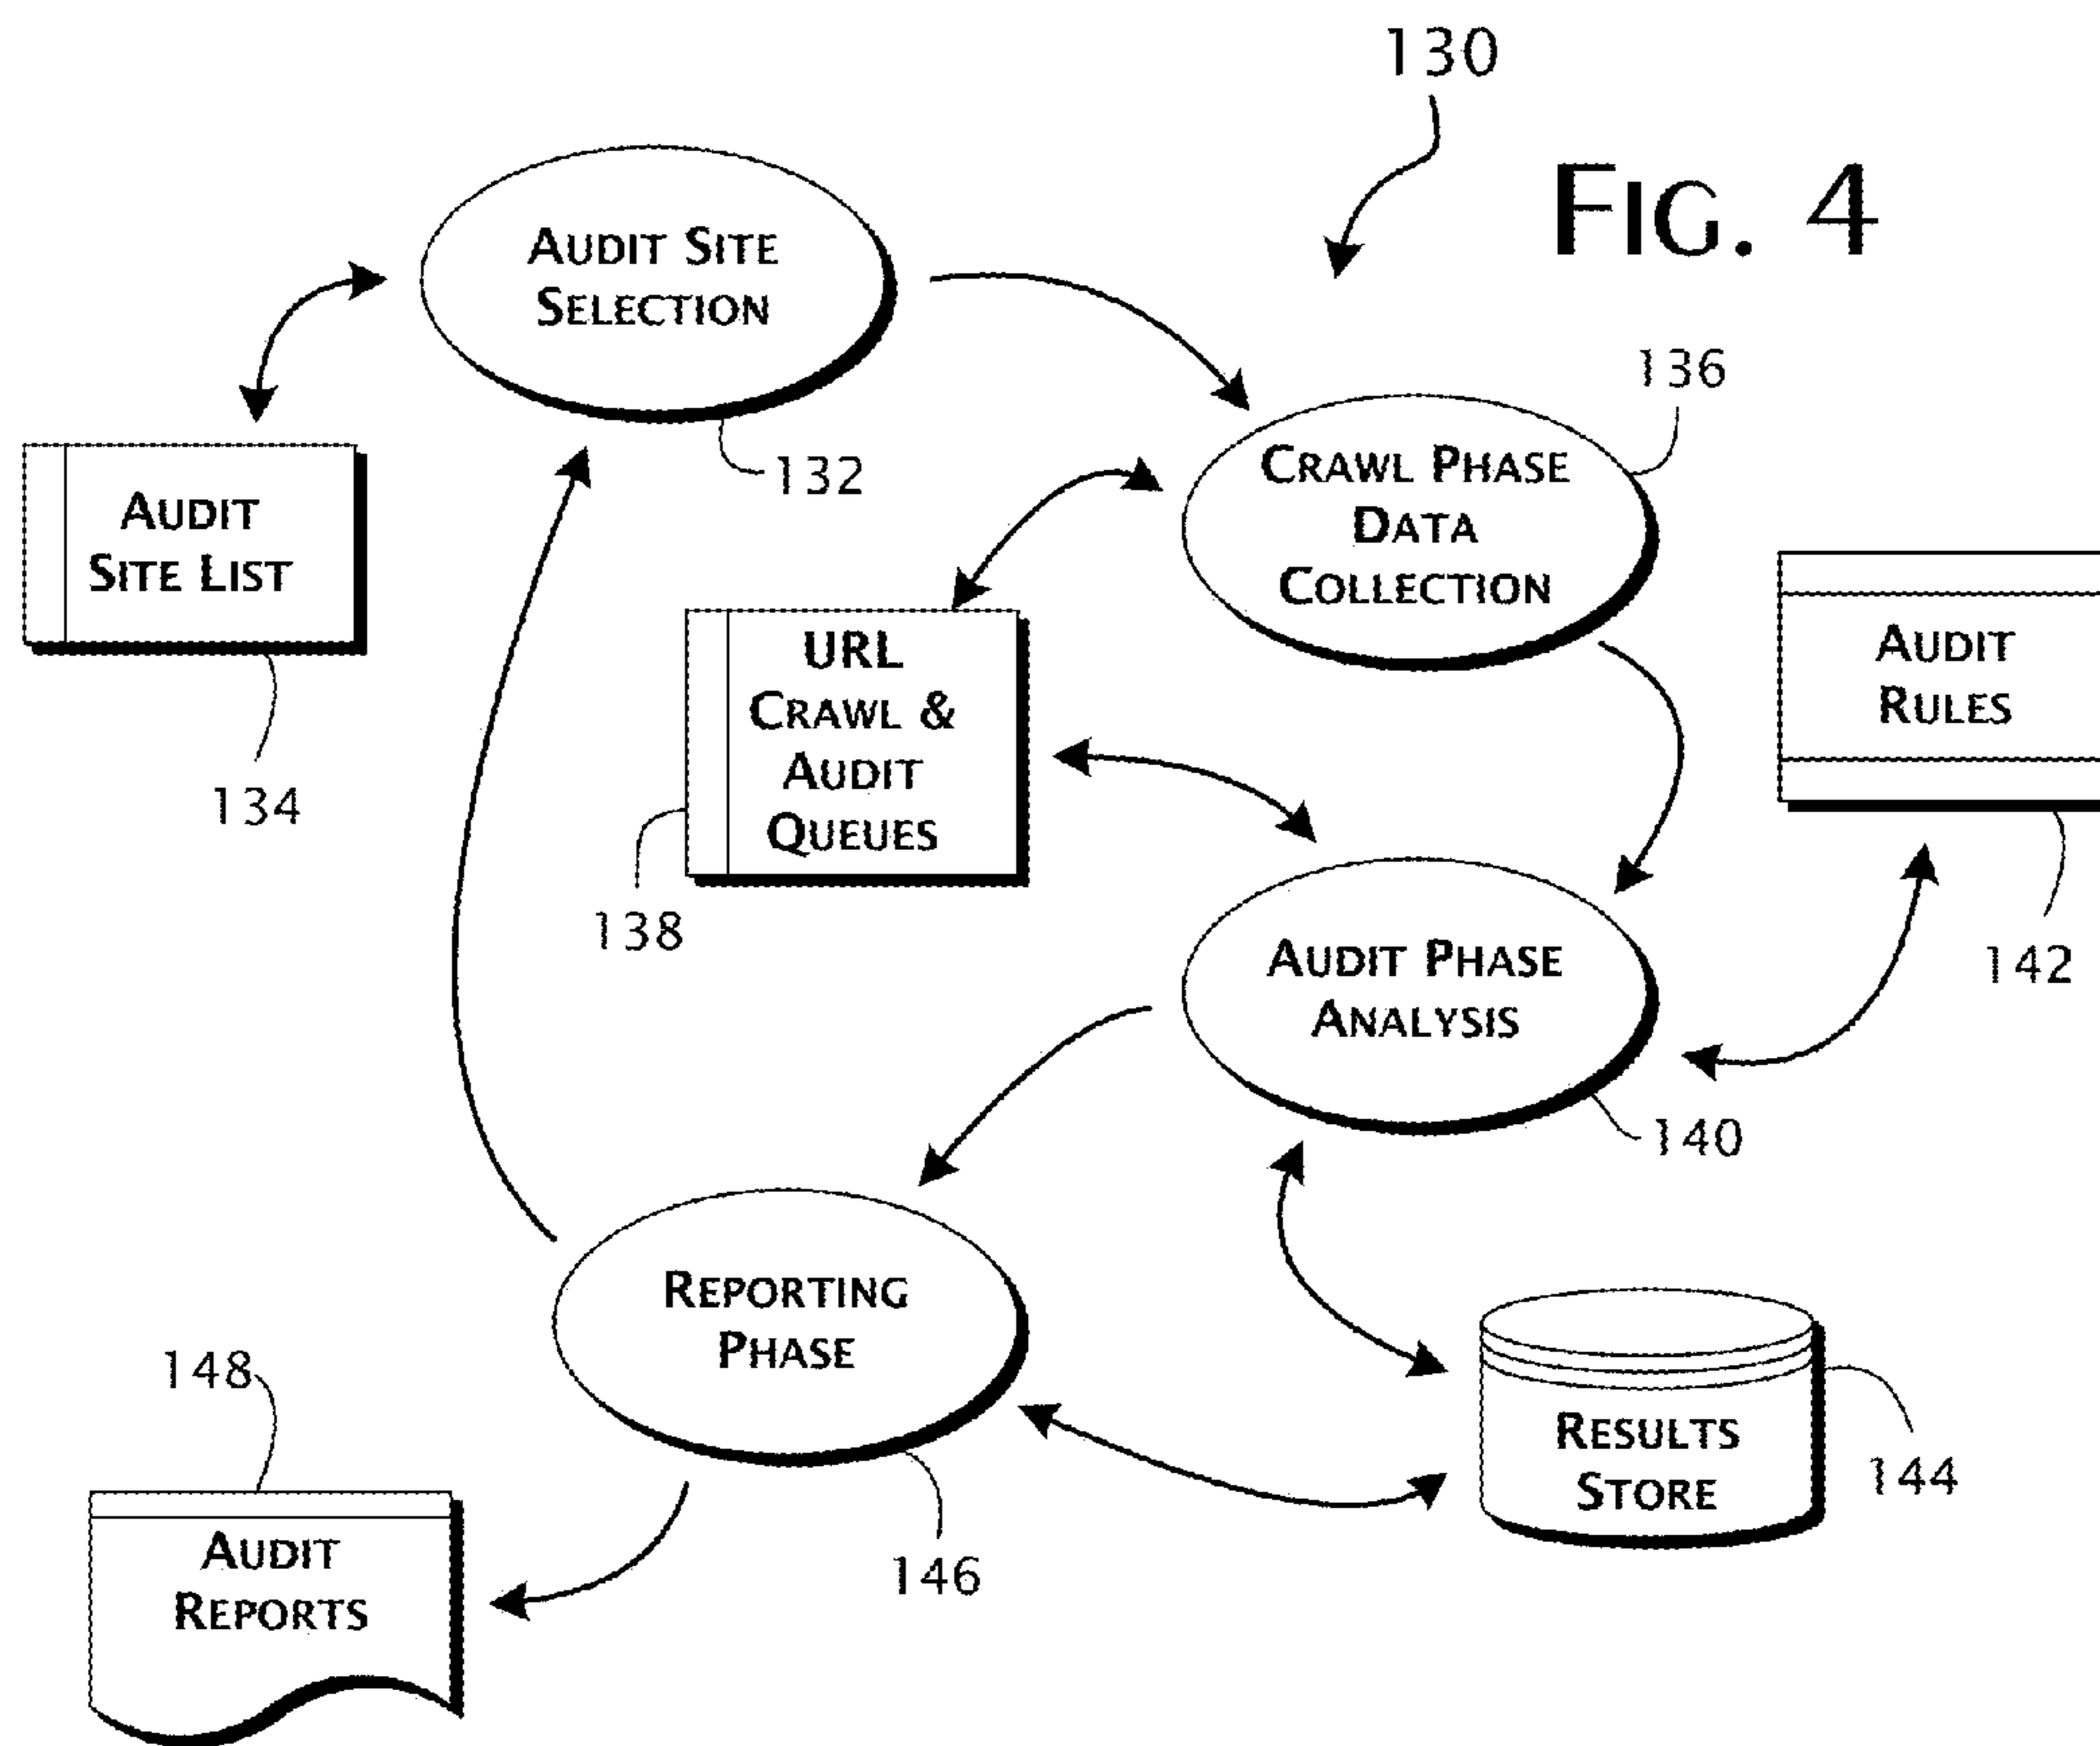 130
FIG. 4
AUDIT SITE
SELECTION
132
136
CRAWL PHASE
DATA
COLLECTION
AUDIT
SITE LIST
134
URL
CRAWL &
AUDIT
QUEUES
138
AUDIT
RULES
142
AUDIT PHASE
ANALYSIS
140
REPORTING
PHASE
146
RESULTS
STORE
144
148
AUDIT
REPORTS